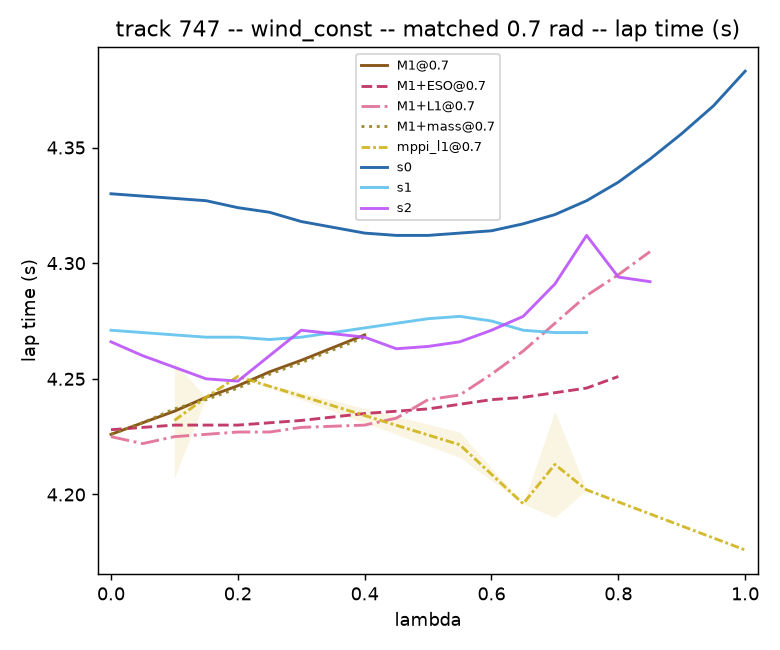 track 747 -- wind_const -- matched 0.7 rad -- lap time (s)
M1@0.7
M1+ESO@0.7
M1+L1@0.7
M1+mass@0.7
mppi_l1@0.7
s0
s1
s2
lap time (s)
4.35
4.30
4.25
4.20
0.0 0.2 0.4 0.6 0.8 1.0
lambda